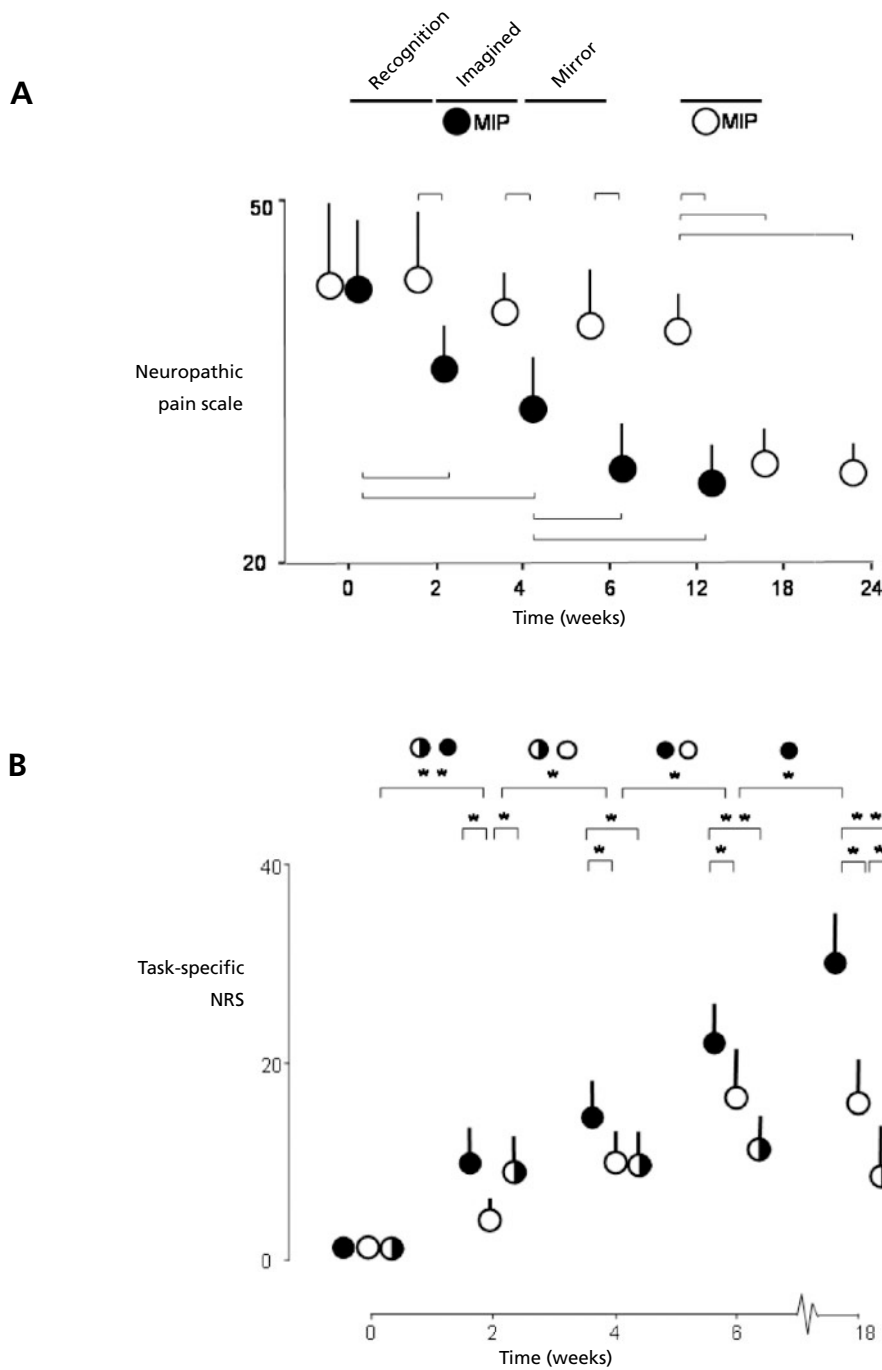 A
Recognition
Imagined
Mirror
MIP
MIP
50
Neuropathic
pain scale
20
0 2 4 6 12 18 24
Time (weeks)
B
* * * * *
* * * * * * *
* * * *
40
Task-specific
NRS
20
0
0 2 4 6 18
Time (weeks)